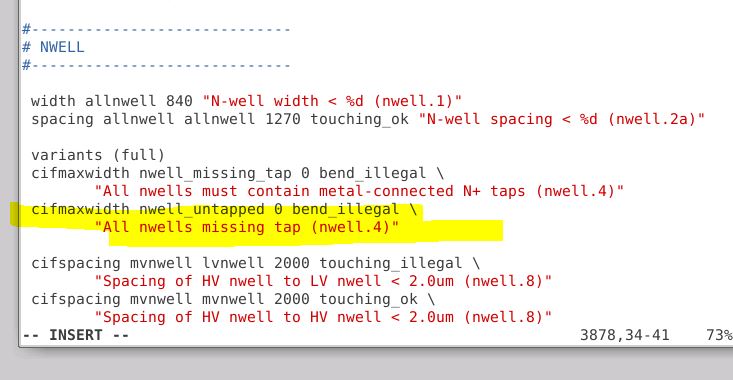 #-----------------------------
# NWELL
#-----------------------------
width allnwell 840 "N-well width < %d (nwell.1)"
spacing allnwell allnwell 1270 touching_ok "N-well spacing < %d (nwell.2a)"
variants (full)
cifmaxwidth nwell_missing_tap 0 bend_illegal \
"All nwells must contain metal-connected N+ taps (nwell.4)"
cifmaxwidth nwell_untapped 0 bend_illegal \
"All nwells missing tap (nwell.4)"
cifspacing mvnwell lvnwell 2000 touching_illegal \
"Spacing of HV nwell to LV nwell < 2.0um (nwell.8)"
cifspacing mvnwell mvnwell 2000 touching_ok \
"Spacing of HV nwell to HV nwell < 2.0um (nwell.8)"
-- INSERT -- 3878,34-41 73%